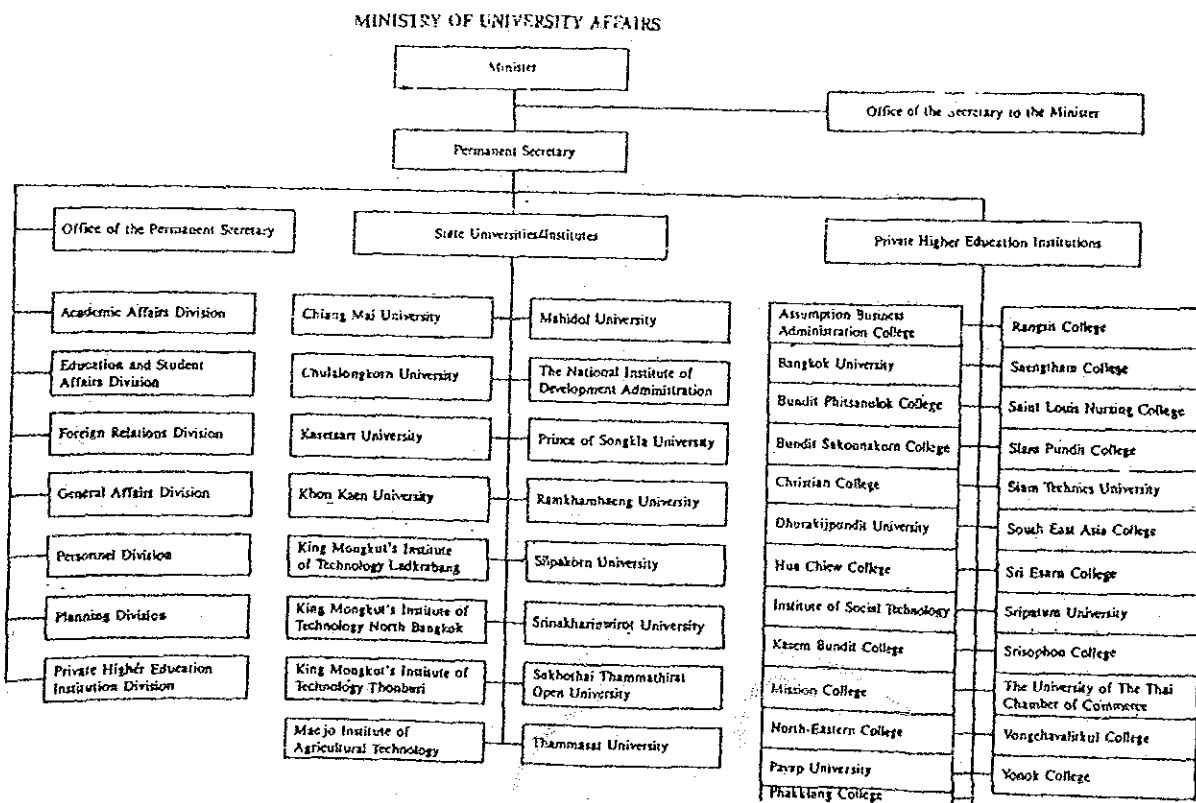 MINISTRY OF UNIVERSITY AFFAIRS
Minister
Office of the Secretary to the Minister
Permanent Secretary
Office of the Permanent Secretary
State Universities/Institutes
Private Higher Education Institutions
Academic Affairs Division
Education and Student
Affairs Division
Foreign Relations Division
General Affairs Division
Personnel Division
Planning Division
Private Higher Education
Institution Division
Chiang Mai University
Chulalongkorn University
Kasetsart University
Khon Kaen University
King Mongkut's Institute
of Technology Ladkrabang
King Mongkut's Institute of
Technology North Bangkok
King Mongkut's Institute of
Technology Thonburi
Maejo Institute of
Agricultural Technology
Mahidol University
The National Institute of
Development Administration
Prince of Songkla University
Ramkhamhaeng University
Silpakorn University
Srinakharinwirot University
Sukhothai Thammathirat
Open University
Thammasat University
Assumption Business
Administration College
Bangkok University
Bundit Phitsanulok College
Bundit Sakoonakorn College
Christian College
Dhurakijpundit University
Hua Chiew College
Institute of Social Technology
Kasem Bundit College
Mission College
North-Eastern College
Payap University
Phakklang College
Rangsit College
Saengtham College
Saint Louis Nursing College
Siam Pundit College
Siam Technics University
South East Asia College
Sri Esarn College
Sripatum University
Srisophon College
The University of The Thai
Chamber of Commerce
Vongchavalitkul College
Yonok College